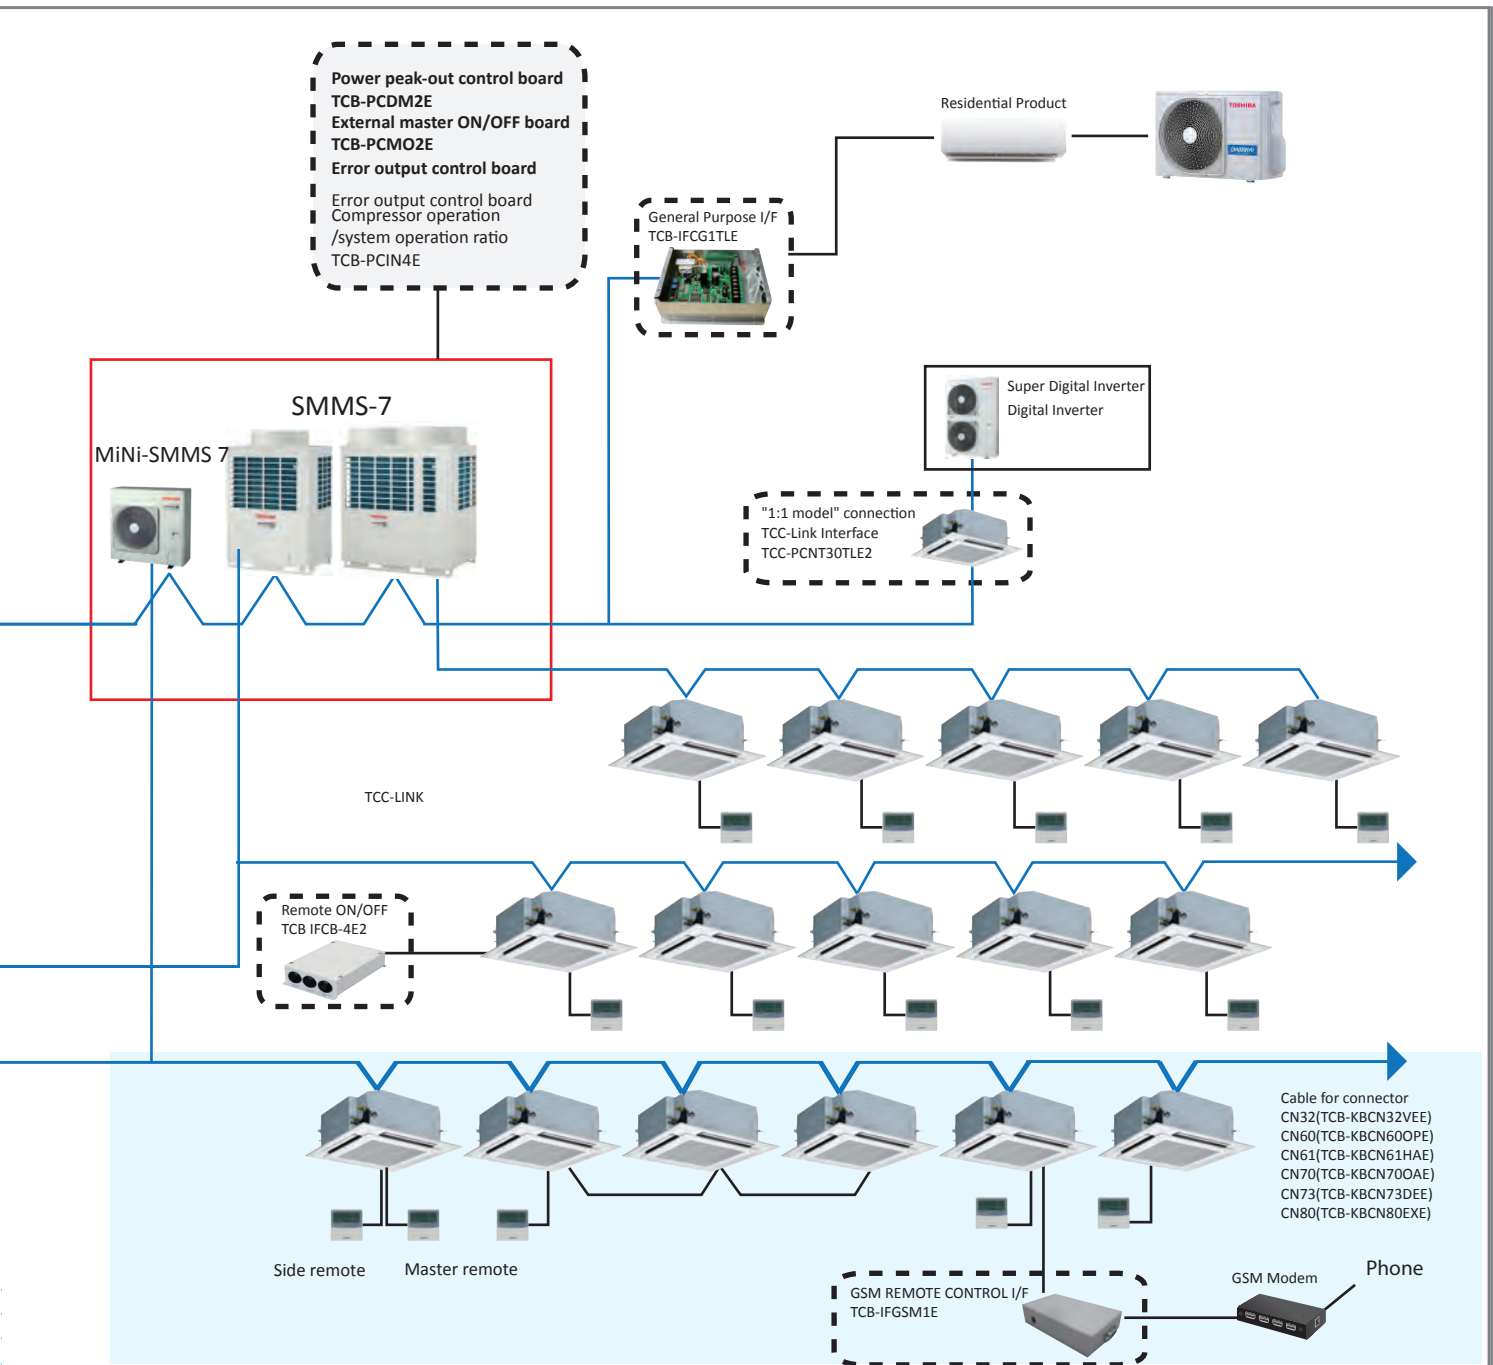 Power peak-out control board
TCB-PCDM2E
External master ON/OFF board
TCB-PCMO2E
Error output control board
Error output control board
Compressor operation
/system operation ratio
TCB-PCIN4E
Residential Product
TOSHIBA
General Purpose I/F
TCB-IFCG1TLE
SMMS-7
MiNi-SMMS 7
Super Digital Inverter
Digital Inverter
"1:1 model" connection
TCC-Link Interface
TCC-PCNT30TLE2
TCC-LINK
Remote ON/OFF
TCB IFCB-4E2
Cable for connector
CN32(TCB-KBCN32VEE)
CN60(TCB-KBCN60OPE)
CN61(TCB-KBCN61HAE)
CN70(TCB-KBCN70OAE)
CN73(TCB-KBCN73DEE)
CN80(TCB-KBCN80EXE)
Side remote
Master remote
GSM REMOTE CONTROL I/F
TCB-IFGSM1E
GSM Modem
Phone